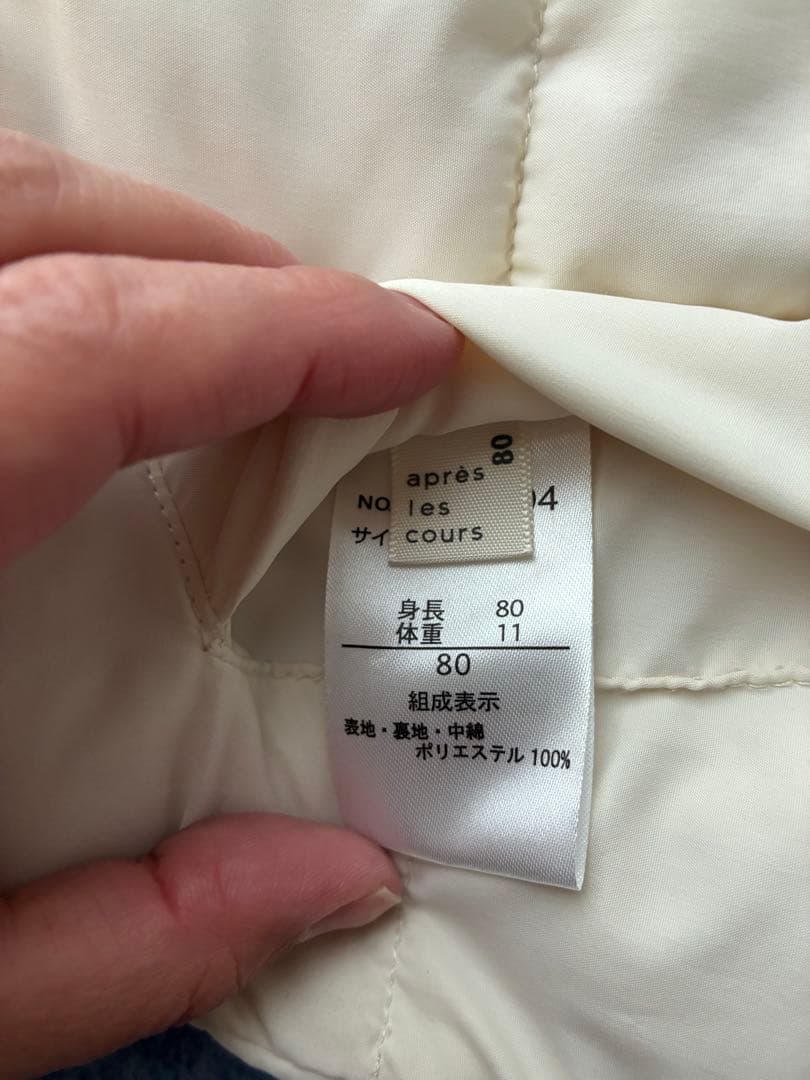 80
après
les
cours
NO. 04
サイ
身長 80
体重 11
80
組成表示
表地・裏地・中綿
ポリエステル 100%